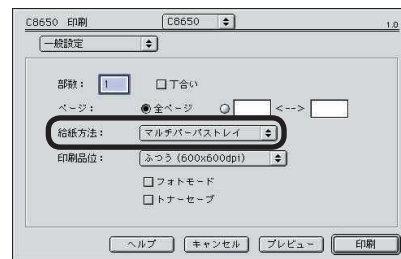 C8650 印刷 C8650 1.0
一般設定
部数： 1 丁合い
ページ： 全ページ <-->
給紙方法： マルチパーパストレイ
印刷品位： ふつう (600x600dpi)
フォトモード
トナーセーブ
ヘルプ キャンセル プレビュー 印刷